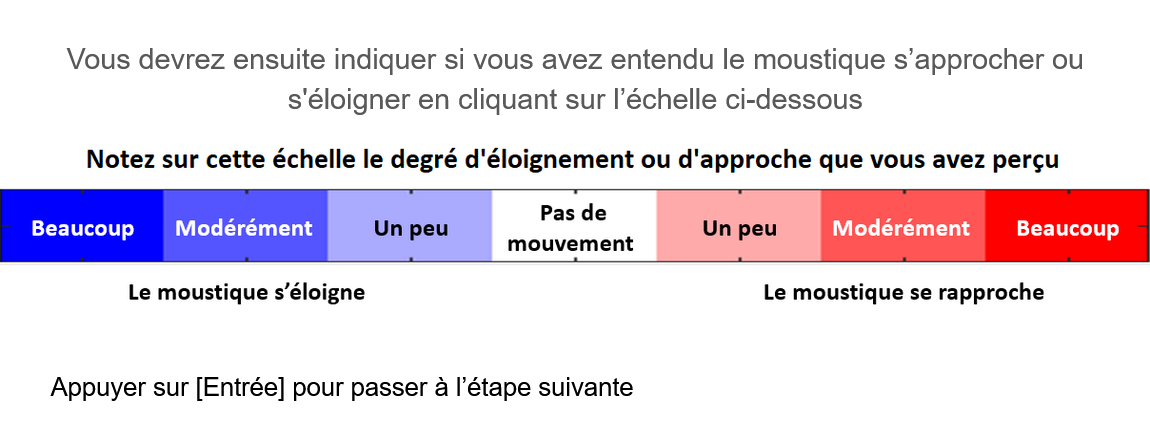 Vous devrez ensuite indiquer si vous avez entendu le moustique s’approcher ou
s'éloigner en cliquant sur l’échelle ci-dessous
Notez sur cette échelle le degré d'éloignement ou d'approche que vous avez perçu
Beaucoup Modérément Un peu Pas de mouvement Un peu Modérément Beaucoup
Le moustique s’éloigne Le moustique se rapproche
Appuyer sur [Entrée] pour passer à l’étape suivante